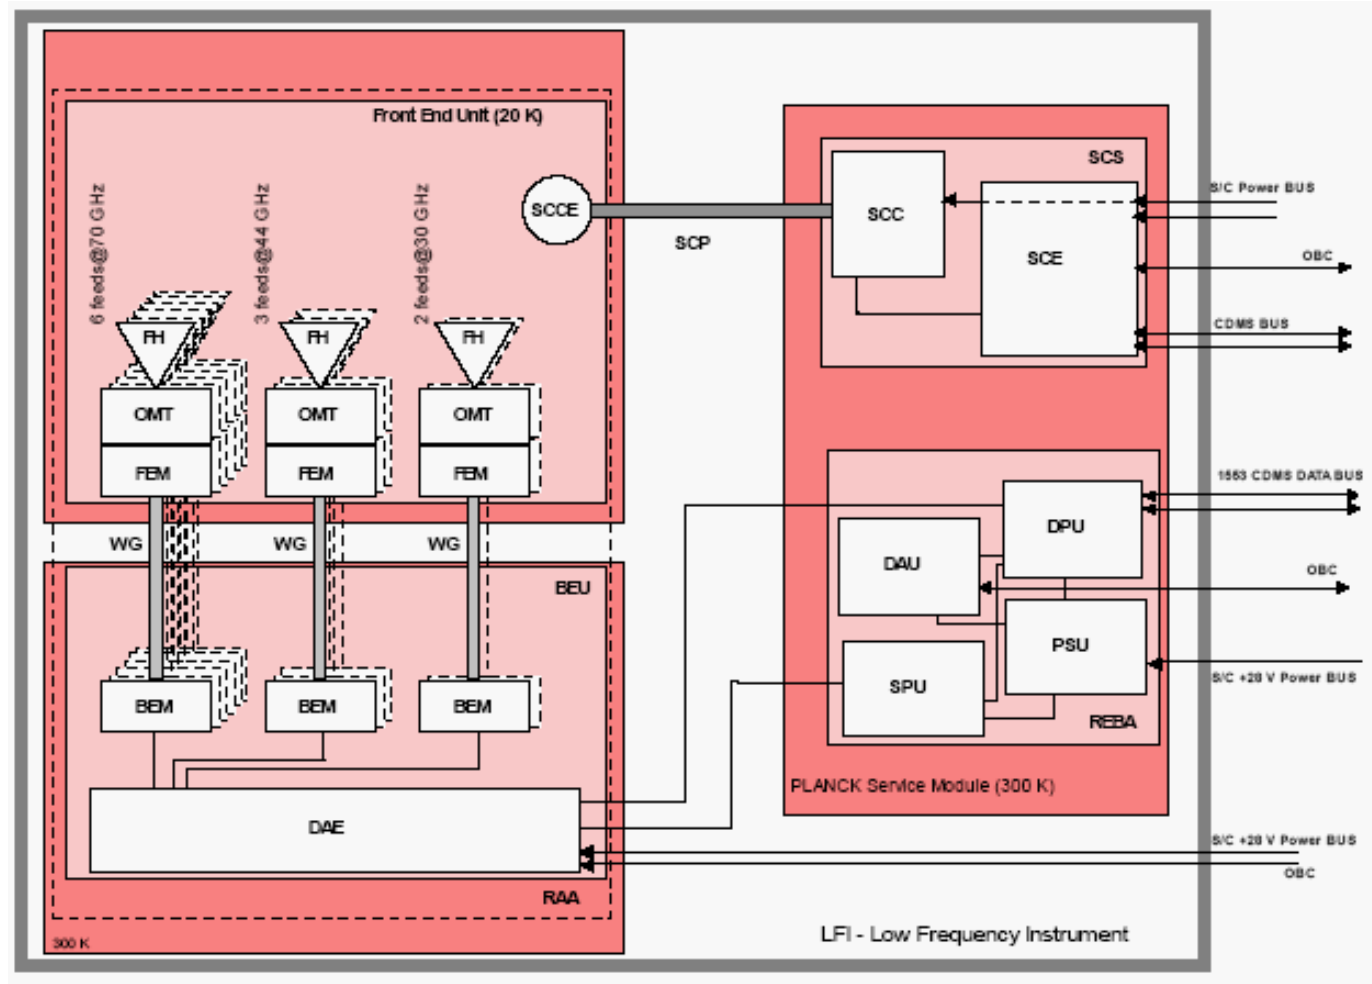 Front End Unit (20 K)
6 feeds@70 GHz
3 feeds@44 GHz
2 feeds@30 GHz
SCCE
SCP
FH
FH
FH
OMT
OMT
OMT
FEM
FEM
FEM
WG
WG
WG
BEU
BEM
BEM
BEM
DAE
RAA
300 K
SCS
SCC
SCE
S/C Power BUS
OBC
CDMS BUS
DPU
DAU
PSU
SPU
REBA
1553 CDMS DATA BUS
OBC
S/C +28 V Power BUS
PLANCK Service Module (300 K)
S/C +28 V Power BUS
OBC
LFI - Low Frequency Instrument